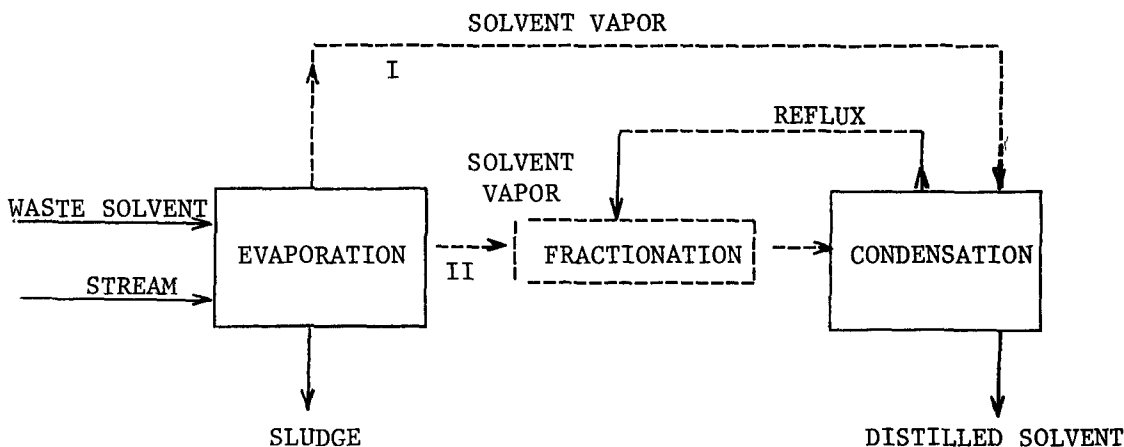 SOLVENT VAPOR
I
REFLUX
SOLVENT
VAPOR
WASTE SOLVENT
EVAPORATION
FRACTIONATION
CONDENSATION
II
STREAM
SLUDGE
DISTILLED SOLVENT